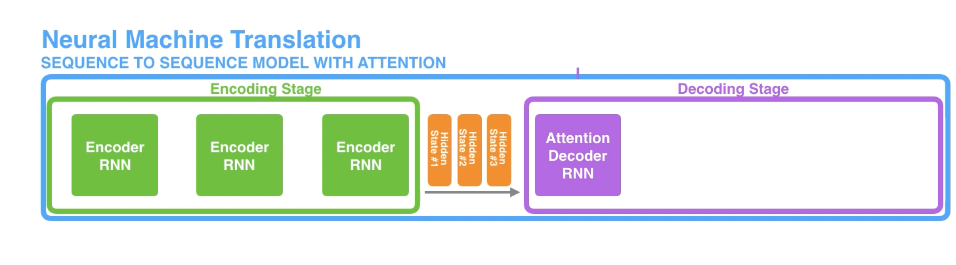 Neural Machine Translation
SEQUENCE TO SEQUENCE MODEL WITH ATTENTION
Encoding Stage
Decoding Stage
Encoder
RNN
Encoder
RNN
Encoder
RNN
Hidden
State #1
Hidden
State #2
Hidden
State #3
Attention
Decoder
RNN